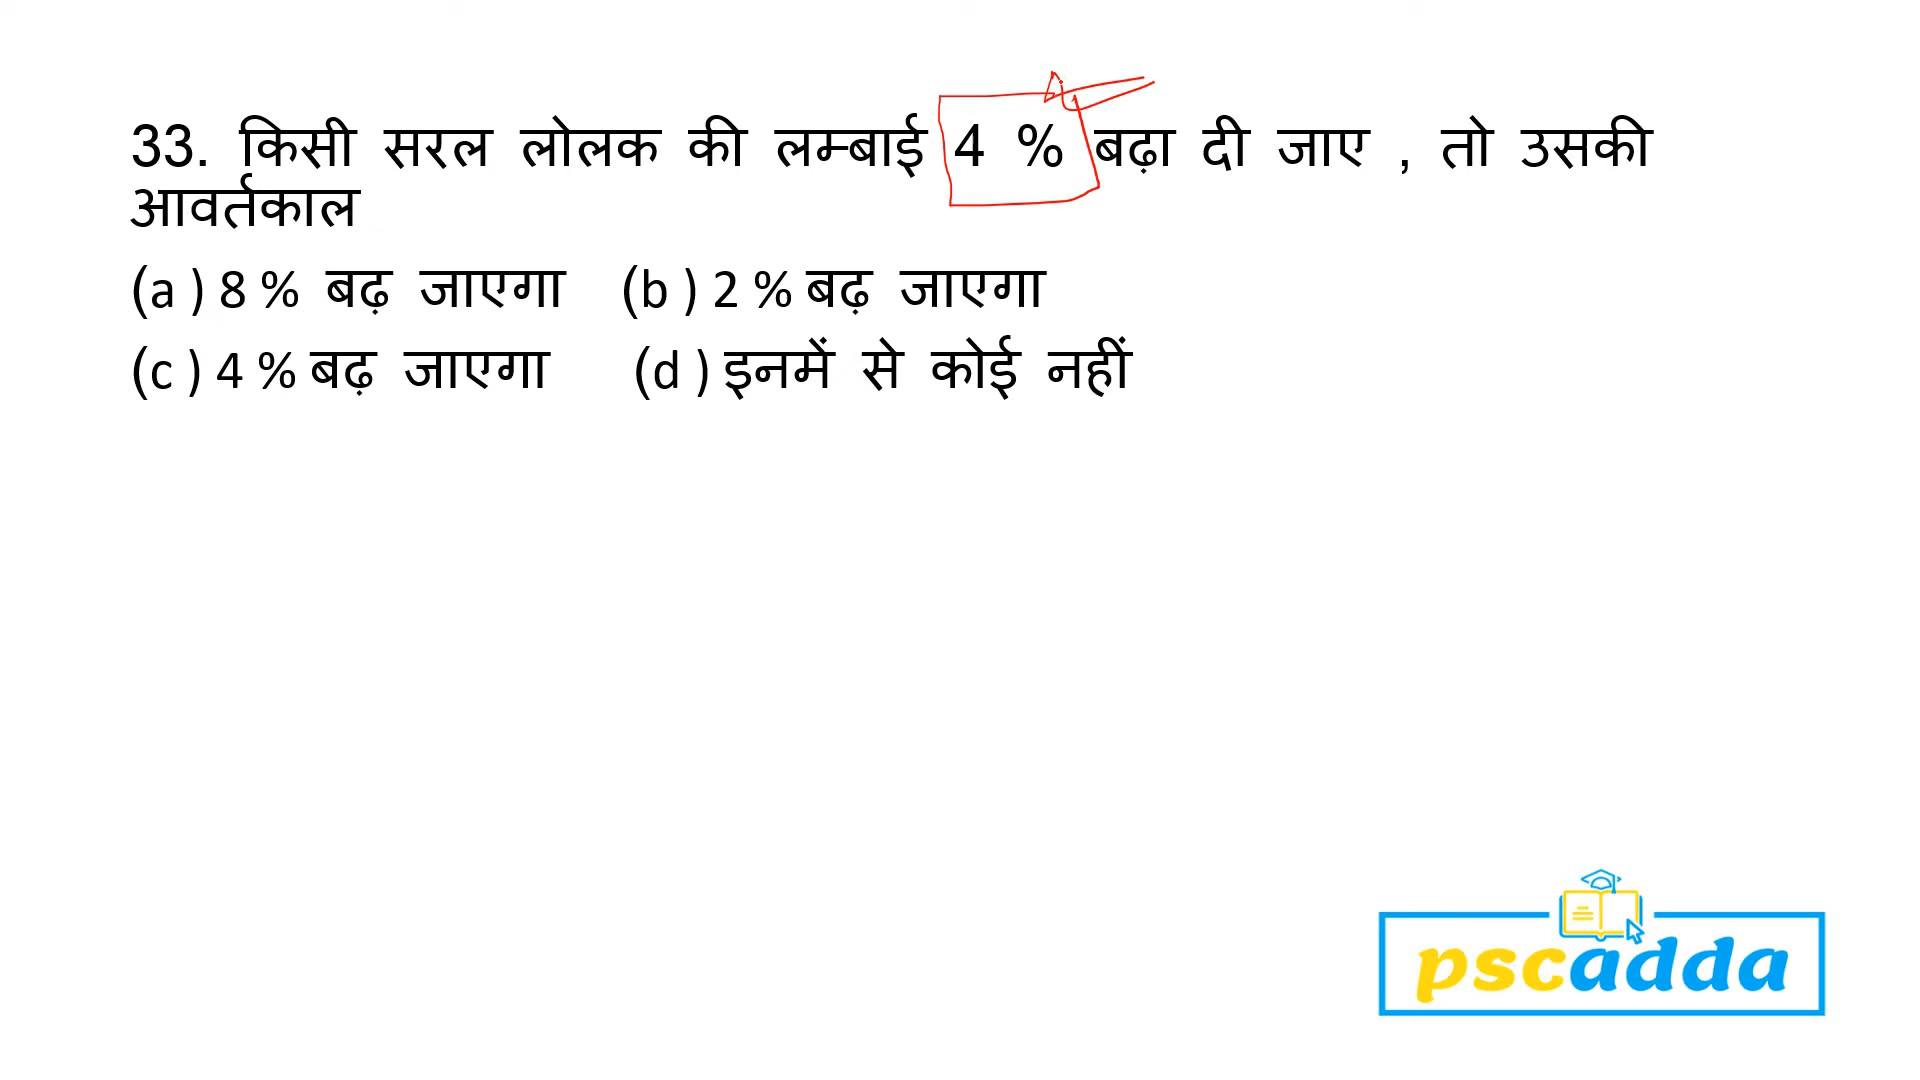 33. किसी सरल लोलक की लम्बाई 4 % बढ़ा दी जाए , तो उसकी
आवर्तकाल
(a ) 8 % बढ़ जाएगा (b ) 2 % बढ़ जाएगा
(c ) 4 % बढ़ जाएगा (d ) इनमें से कोई नहीं
pscadda